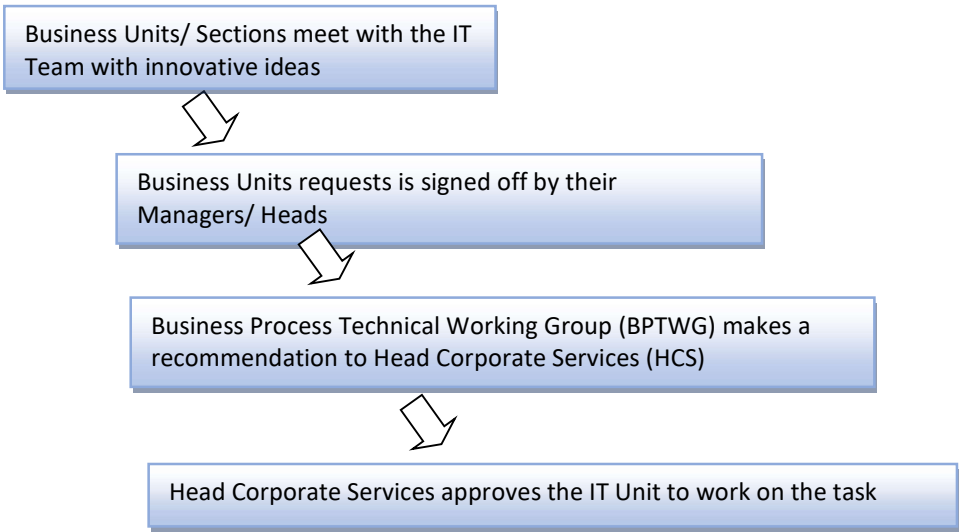 Business Units/ Sections meet with the IT
Team with innovative ideas
Business Units requests is signed off by their
Managers/ Heads
Business Process Technical Working Group (BPTWG) makes a
recommendation to Head Corporate Services (HCS)
Head Corporate Services approves the IT Unit to work on the task